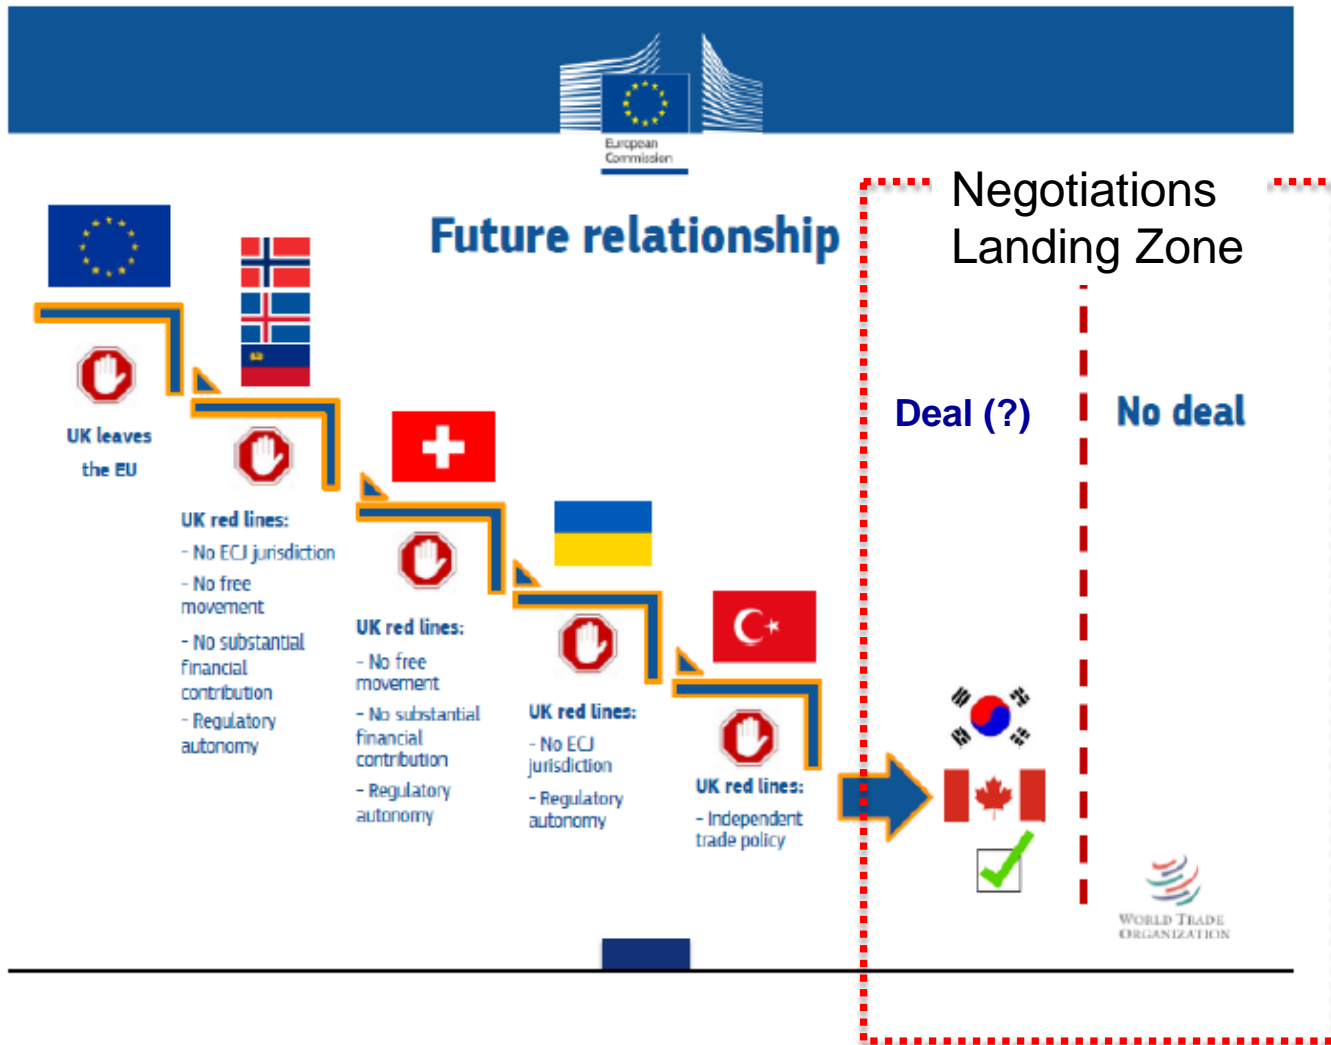 European
Commission
Future relationship
Negotiations
Landing Zone
UK leaves
the EU
UK red lines:
- No ECJ jurisdiction
- No free
movement
- No substantial
financial
contribution
- Regulatory
autonomy
UK red lines:
- No free
movement
- No substantial
financial
contribution
- Regulatory
autonomy
UK red lines:
- No ECJ
jurisdiction
- Regulatory
autonomy
UK red lines:
- Independent
trade policy
Deal (?)
No deal
WORLD TRADE
ORGANIZATION